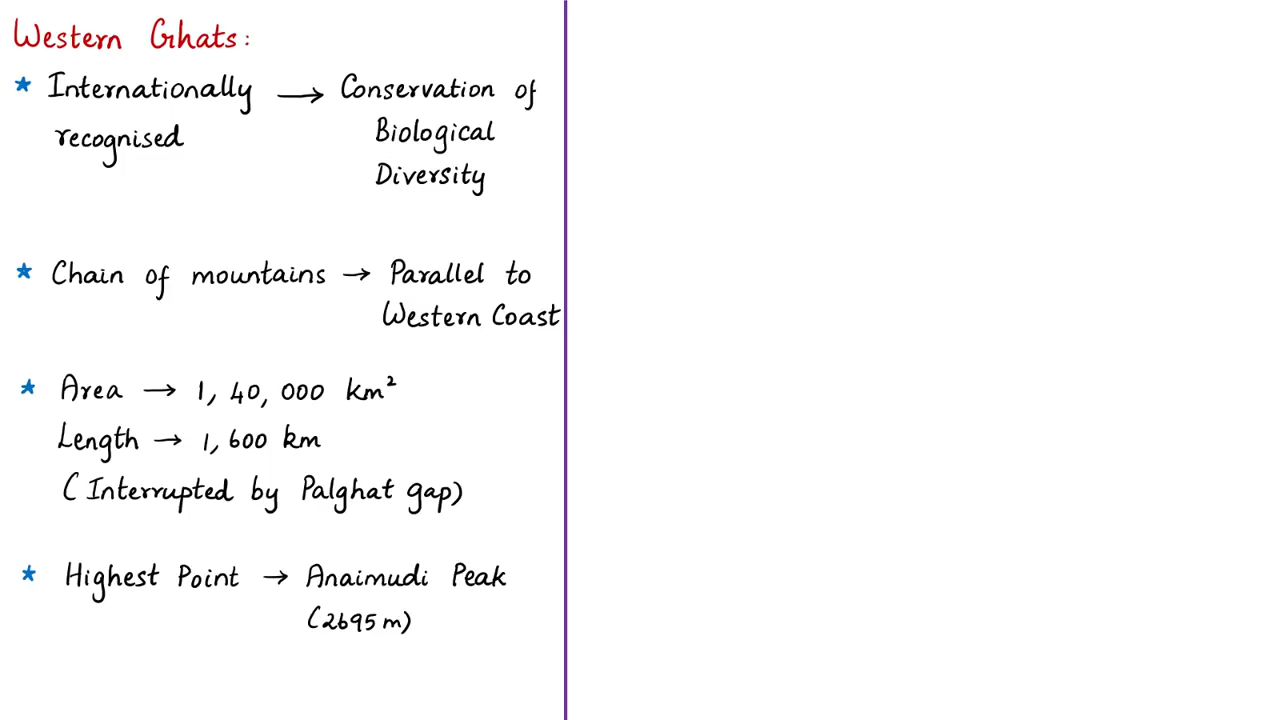 Western Ghats:
* Internationally → Conservation of
recognised Biological
Diversity
* Chain of mountains → Parallel to
Western Coast
* Area → 1, 40, 000 km²
Length → 1, 600 km
( Interrupted by Palghat gap)
* Highest Point → Anaimudi Peak
(2695 m)